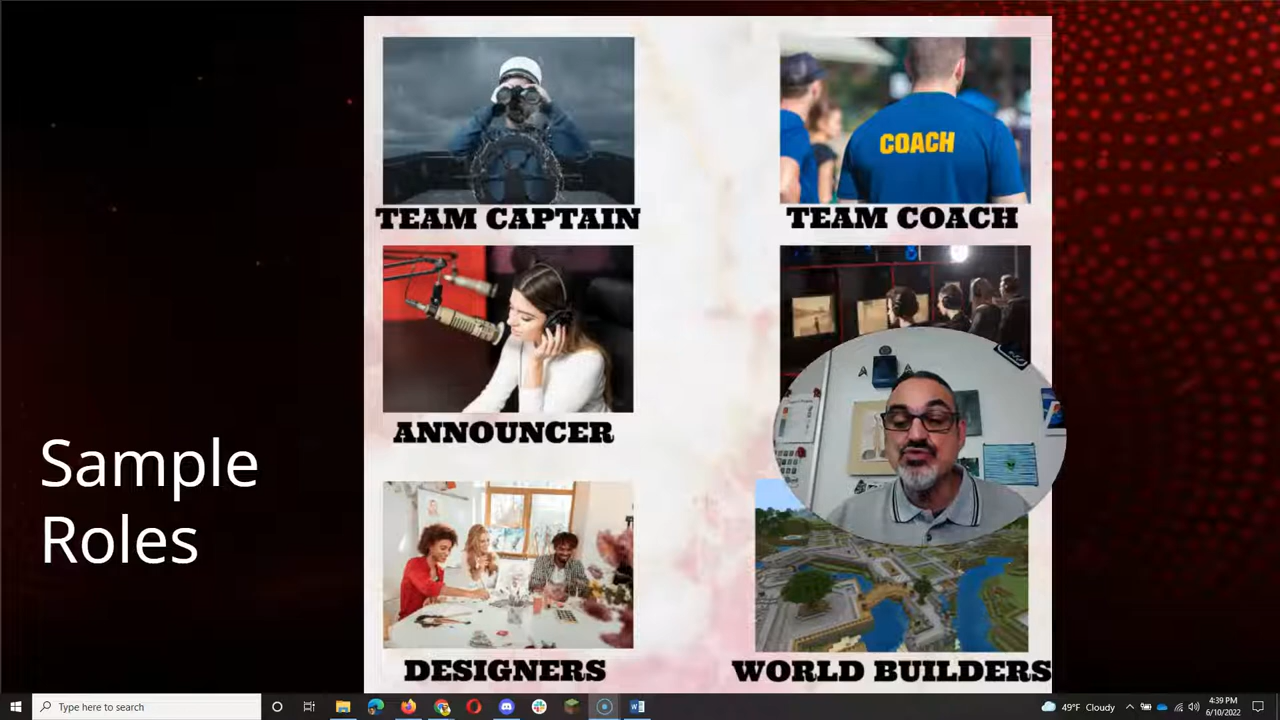 COACH
TEAM CAPTAIN
TEAM COACH
ANNOUNCER
Sample
Roles
DESIGNERS
WORLD BUILDERS
Type here to search
49°F Cloudy
4:39 PM
6/10/2022